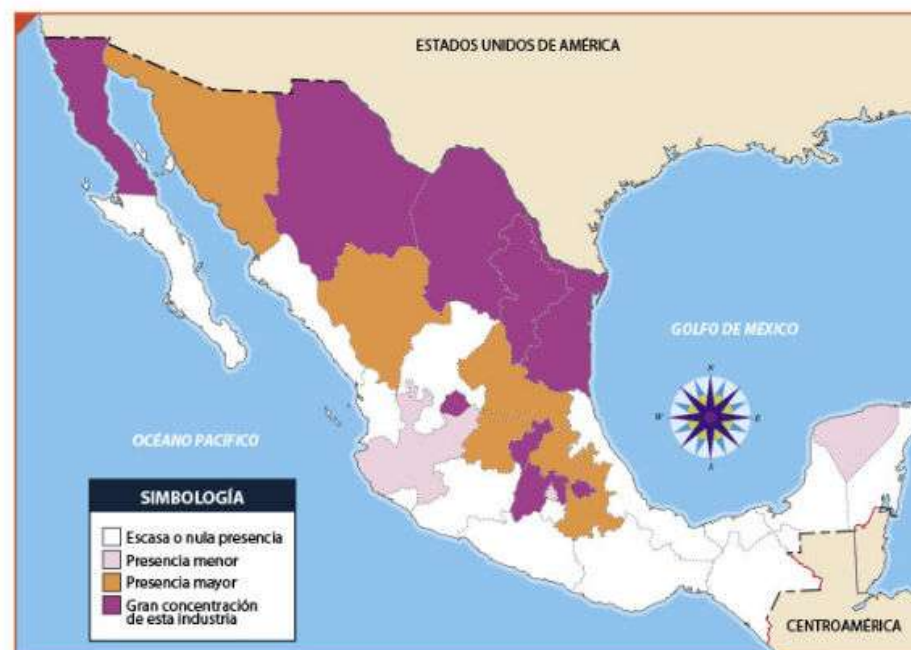 ESTADOS UNIDOS DE AMÉRICA
GOLFO DE MÉXICO
N
W
E
S
OCÉANO PACÍFICO
SIMBOLOGÍA
Escasa o nula presencia
Presencia menor
Presencia mayor
Gran concentración
de esta industria
CENTROAMÉRICA